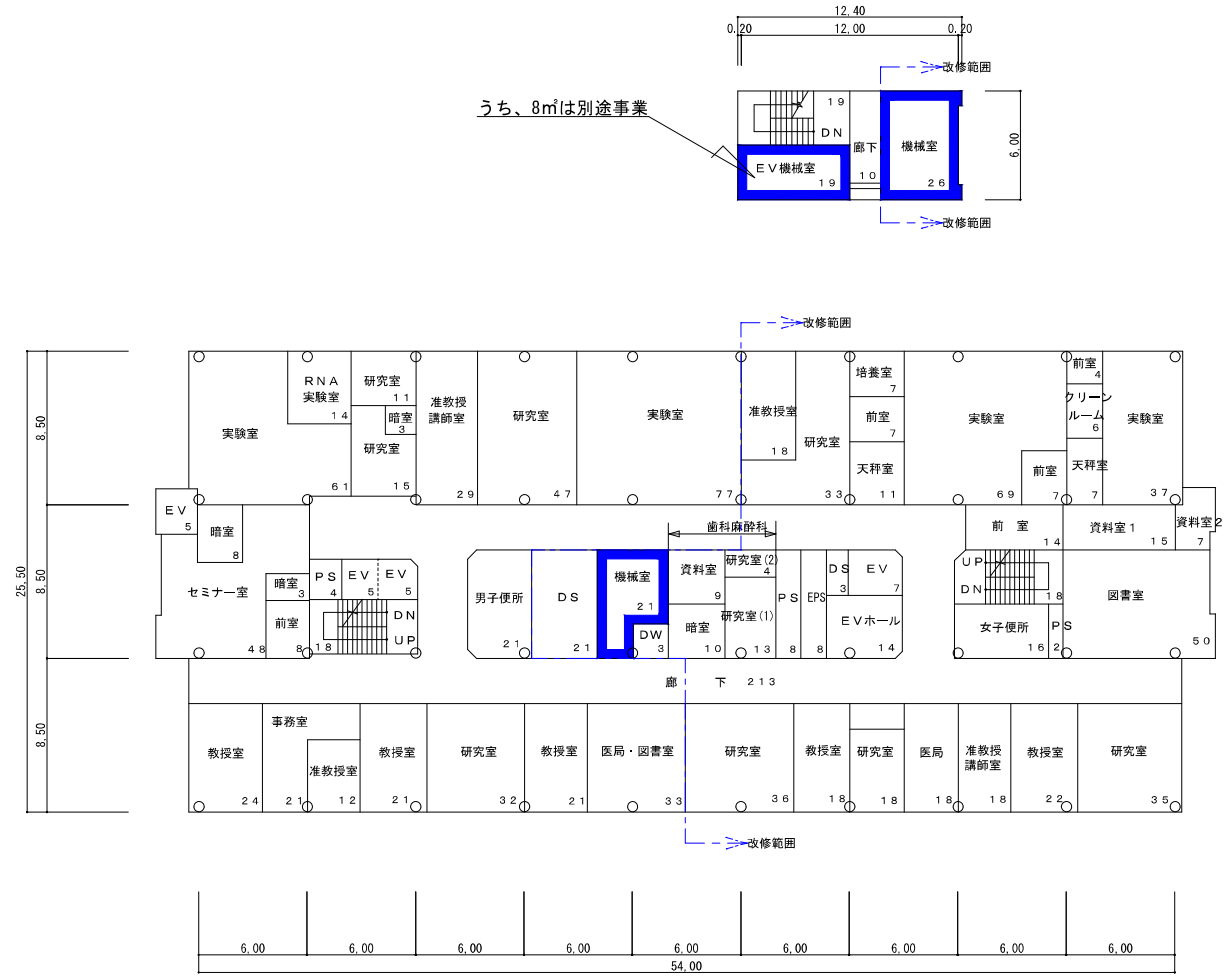 12,40
0,20
12,00
0,20
改修範囲
うち、8㎡は別途事業
19
DN
廊下
10
機械室
26
EV機械室
19
6,00
改修範囲
改修範囲
8,50
8,50
8,50
25,50
実験室
61
RNA
実験室
14
研究室
11
暗室
3
研究室
15
准教授
講師室
29
研究室
47
実験室
77
准教授室
18
研究室
33
培養室
7
前室
7
天秤室
11
実験室
69
前室
7
前室
4
クリーン
ルーム
6
天秤室
7
実験室
37
EV
5
暗室
8
セミナー室
48
暗室
3
前室
8
PS
4
EV
5
EV
5
DN
UP
18
男子便所
21
DS
21
機械室
21
DW
3
歯科麻酔科
資料室
9
暗室
10
研究室(2)
4
研究室(1)
13
PS
8
EPS
8
DS
3
EV
7
EVホール
14
前 室
14
資料室1
15
資料室2
7
UP
DN
18
女子便所
16
PS
2
図書室
50
廊 下 213
教授室
24
事務室
21
准教授室
12
教授室
21
研究室
32
教授室
21
医局・図書室
33
研究室
36
教授室
18
研究室
18
医局
18
准教授
講師室
18
教授室
22
研究室
35
改修範囲
6,00
6,00
6,00
6,00
6,00
6,00
6,00
6,00
6,00
54,00